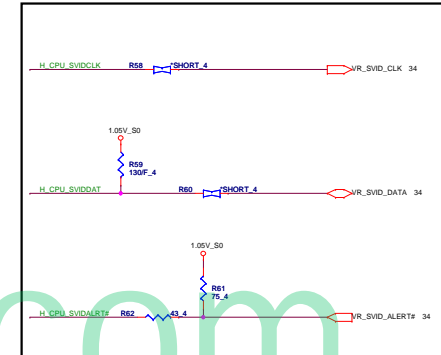 H_CPU_SVIDCLK R58 *SHORT_4 VR_SVID_CLK 34
1.05V_S0
R59
130/F_4
H_CPU_SVIDDAT R60 *SHORT_4 VR_SVID_DATA 34
1.05V_S0
R61
75_4
H_CPU_SVIDALRT# R62 43_4 VR_SVID_ALERT# 34
com